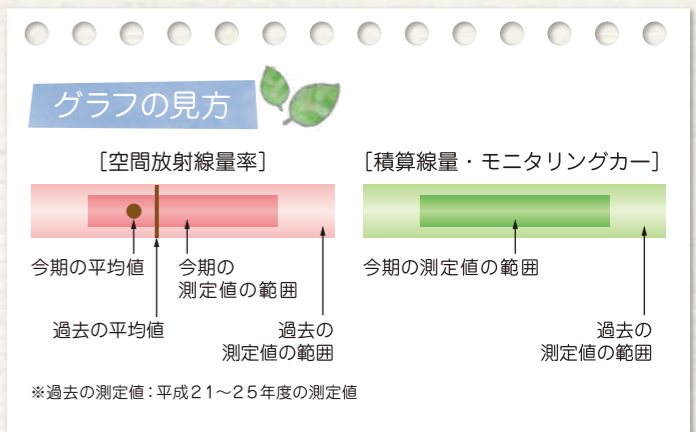 グラフの見方
［空間放射線量率］
［積算線量・モニタリングカー］
今期の平均値
今期の
測定値の範囲
過去の平均値
過去の
測定値の範囲
今期の測定値の範囲
過去の
測定値の範囲
※過去の測定値：平成２１～２５年度の測定値